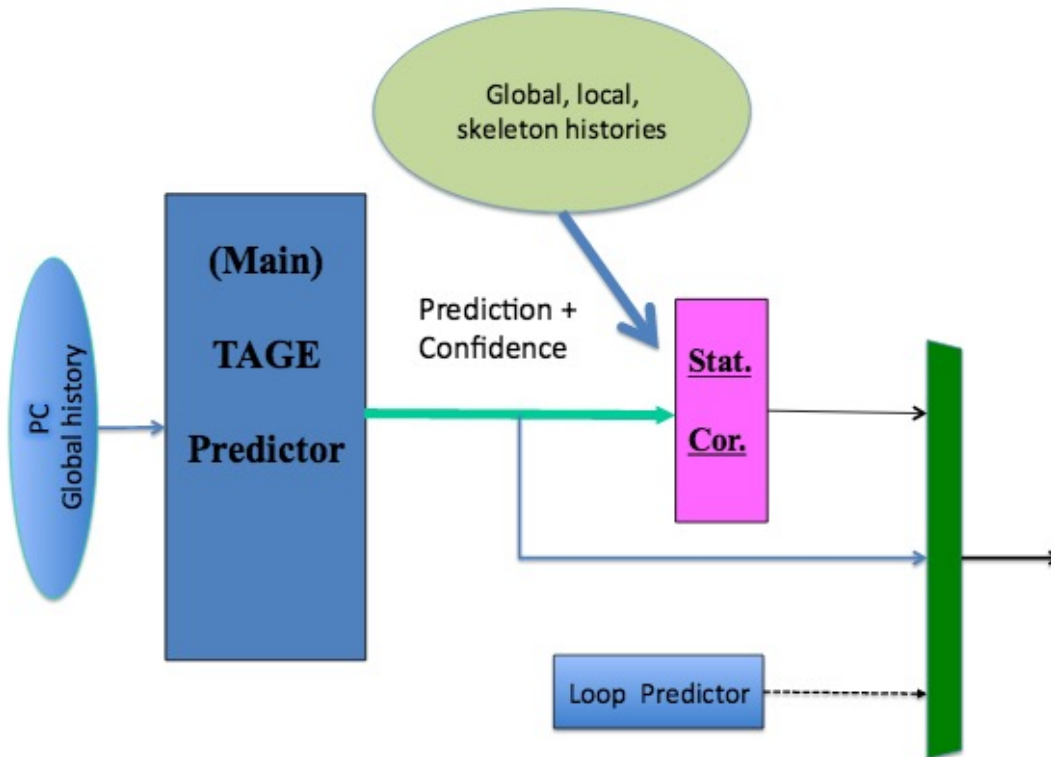 Global, local,
skeleton histories
(Main)
TAGE
Predictor
Prediction +
Confidence
PC
Global history
Stat.
Cor.
Loop Predictor